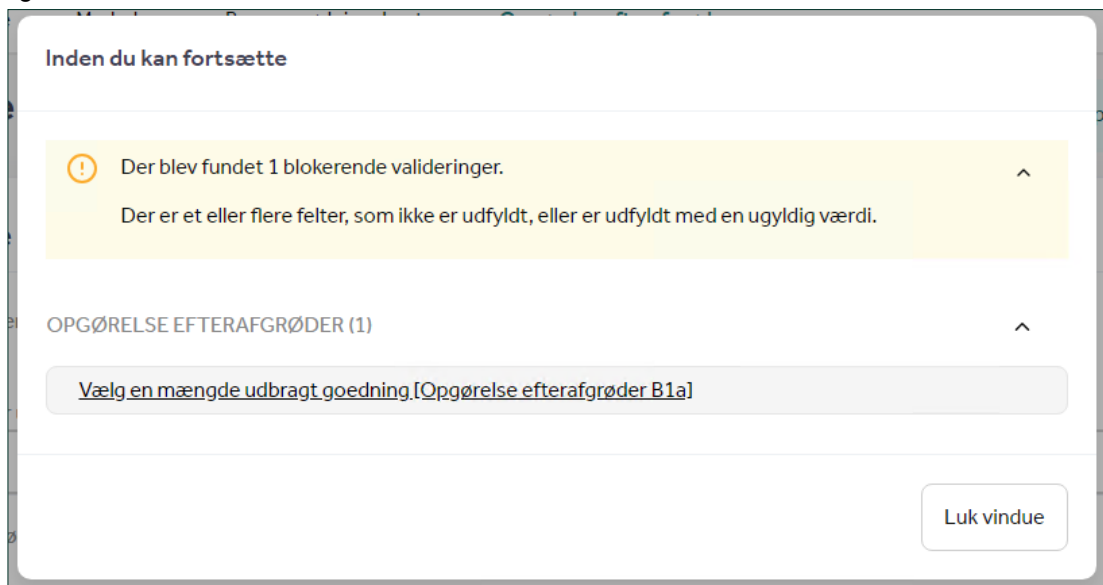 Inden du kan fortsætte
Der blev fundet 1 blokerende valideringer.
Der er et eller flere felter, som ikke er udfyldt, eller er udfyldt med en ugyldig værdi.
OPGØRELSE EFTERAFGRØDER (1)
Vælg en mængde udbragt goedning [Opgørelse efterafgrøder B1a]
Luk vindue